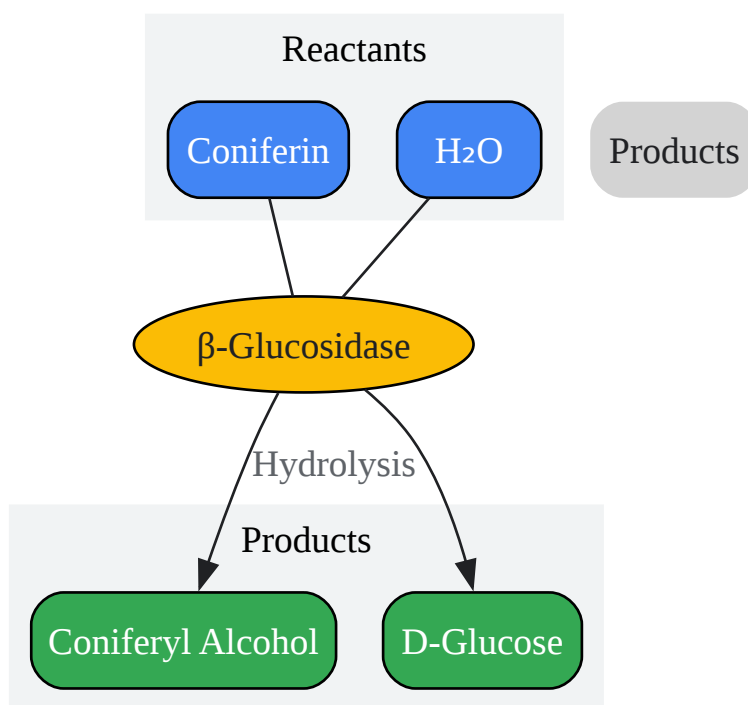 Reactants
Coniferin
H₂O
Products
β-Glucosidase
Hydrolysis
Products
Coniferyl Alcohol
D-Glucose